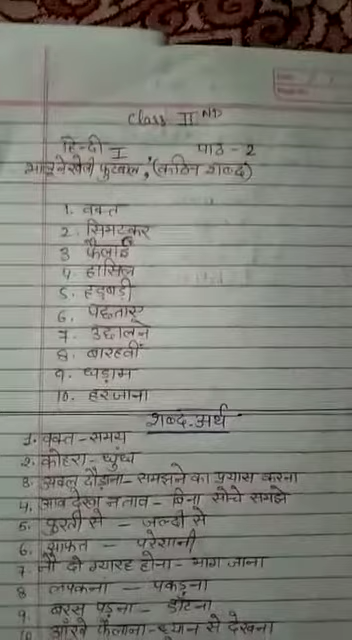 Class II ND
हिन्दी I पाठ - 2
भालू ने खेली फुटबाल, (कठिन शब्द)
1. वक्त
2. सिमटकर
3 फैलाई
4. हासिल
5. हड़बड़ी
6. पछताए
7. उछालने
8. बारहवीं
9. धड़ाम
10. हरजाना
शब्द-अर्थ
1. वक्त - समय
2. कोहरा - धुंध
3 अक्ल दौड़ाना - समझने का प्रयास करना
4. आव देखा न ताव - बिना सोचे समझे
5. फुरती से - जल्दी से
6. आफत - परेशानी
7. नौ दो ग्यारह होना - भाग जाना
8 लपकना - पकड़ना
9. बरस पड़ना - डाँटना
10 आँखे फैलाना - ध्यान से देखना